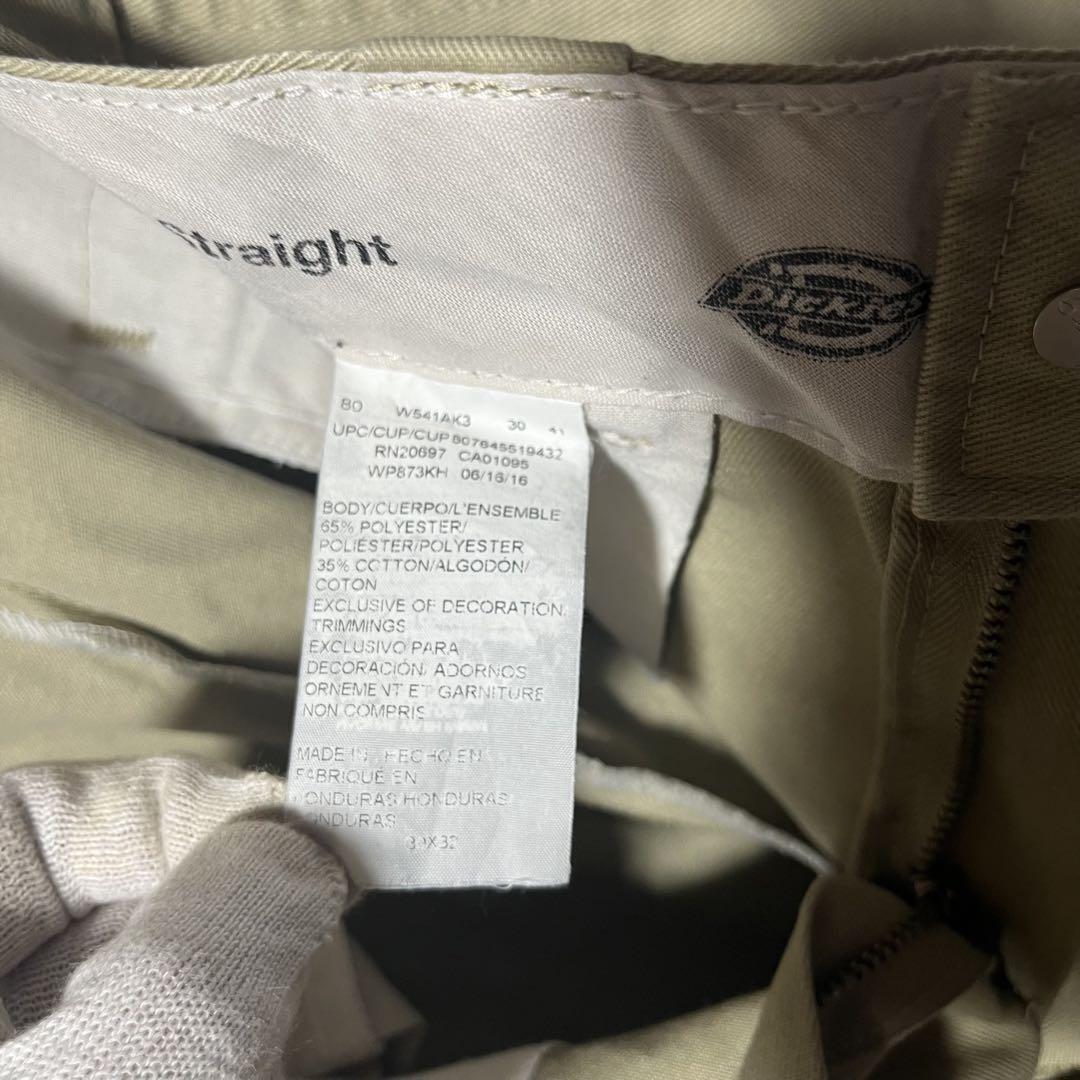 Straight
DICKIES
80 W541AK3 30 41
UPC/CUP/CUP 607645519432
RN20697 CA01095
WP873KH 06/16/16
BODY/CUERPO/L'ENSEMBLE
65% POLYESTER/
POLIÉSTER/POLYESTER
35% COTTON/ALGODÓN/
COTON
EXCLUSIVE OF DECORATION
TRIMMINGS
EXCLUSIVO PARA
DECORACIÓN, ADORNOS
ORNEMENT ET GARNITURE
NON COMPRIS
MADE IN HECHO EN
FABRIQUÉ EN
HONDURAS HONDURAS
HONDURAS